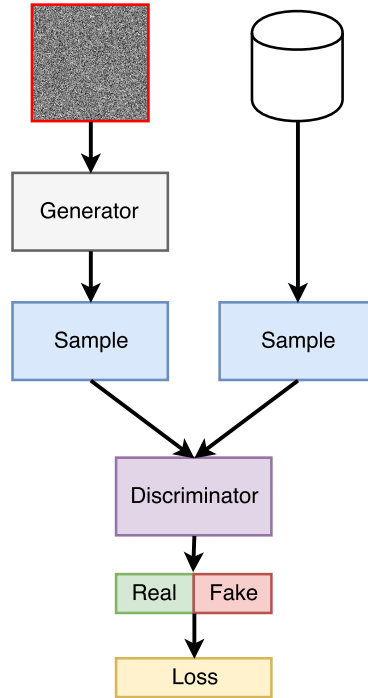 Generator
Sample
Sample
Discriminator
Real
Fake
Loss